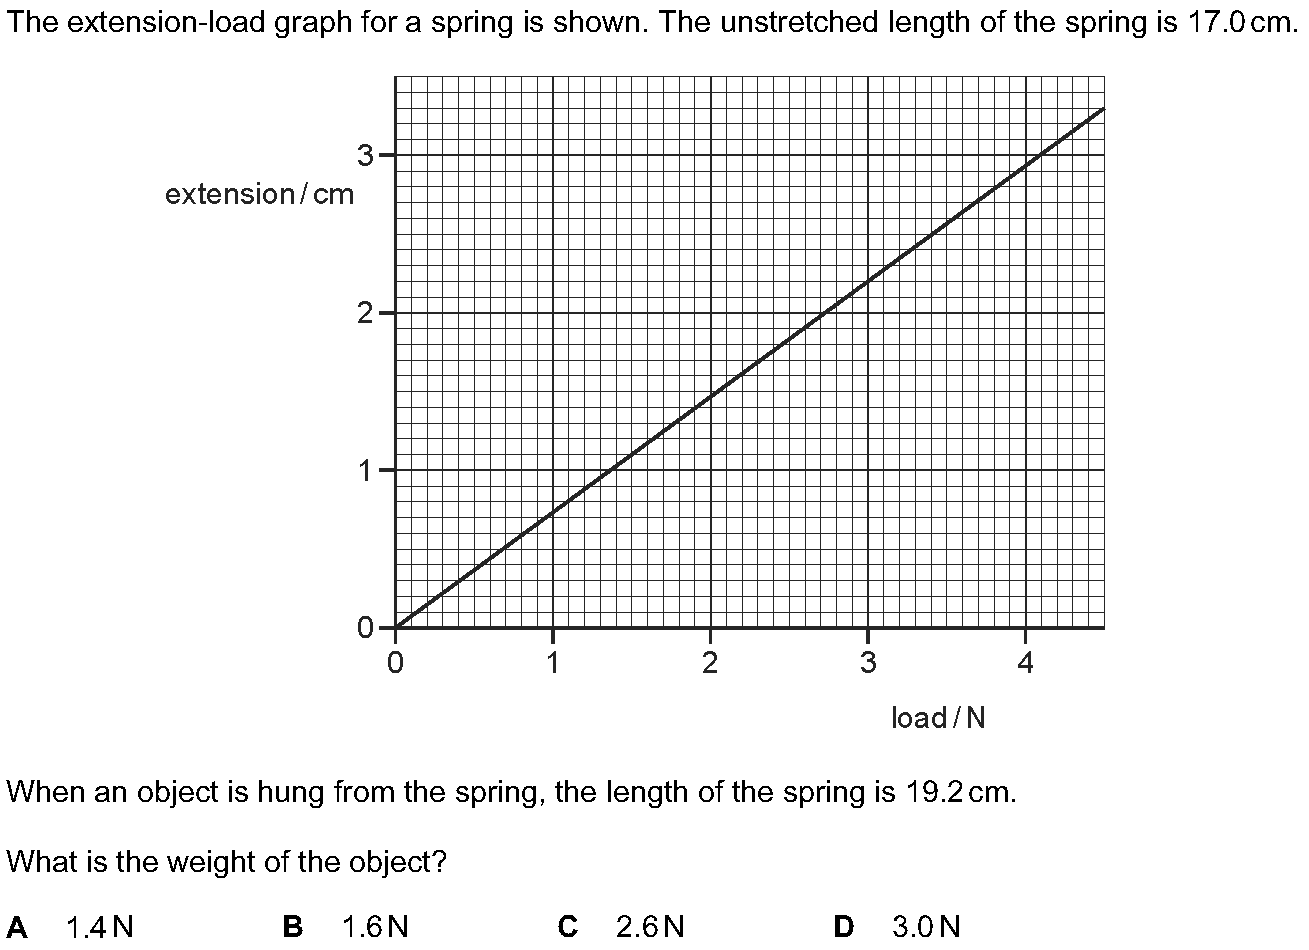 The extension-load graph for a spring is shown. The unstretched length of the spring is 17.0 cm.
3
extension / cm
2
1
0
0 1 2 3 4
load / N
When an object is hung from the spring, the length of the spring is 19.2 cm.
What is the weight of the object?
A 1.4 N B 1.6 N C 2.6 N D 3.0 N